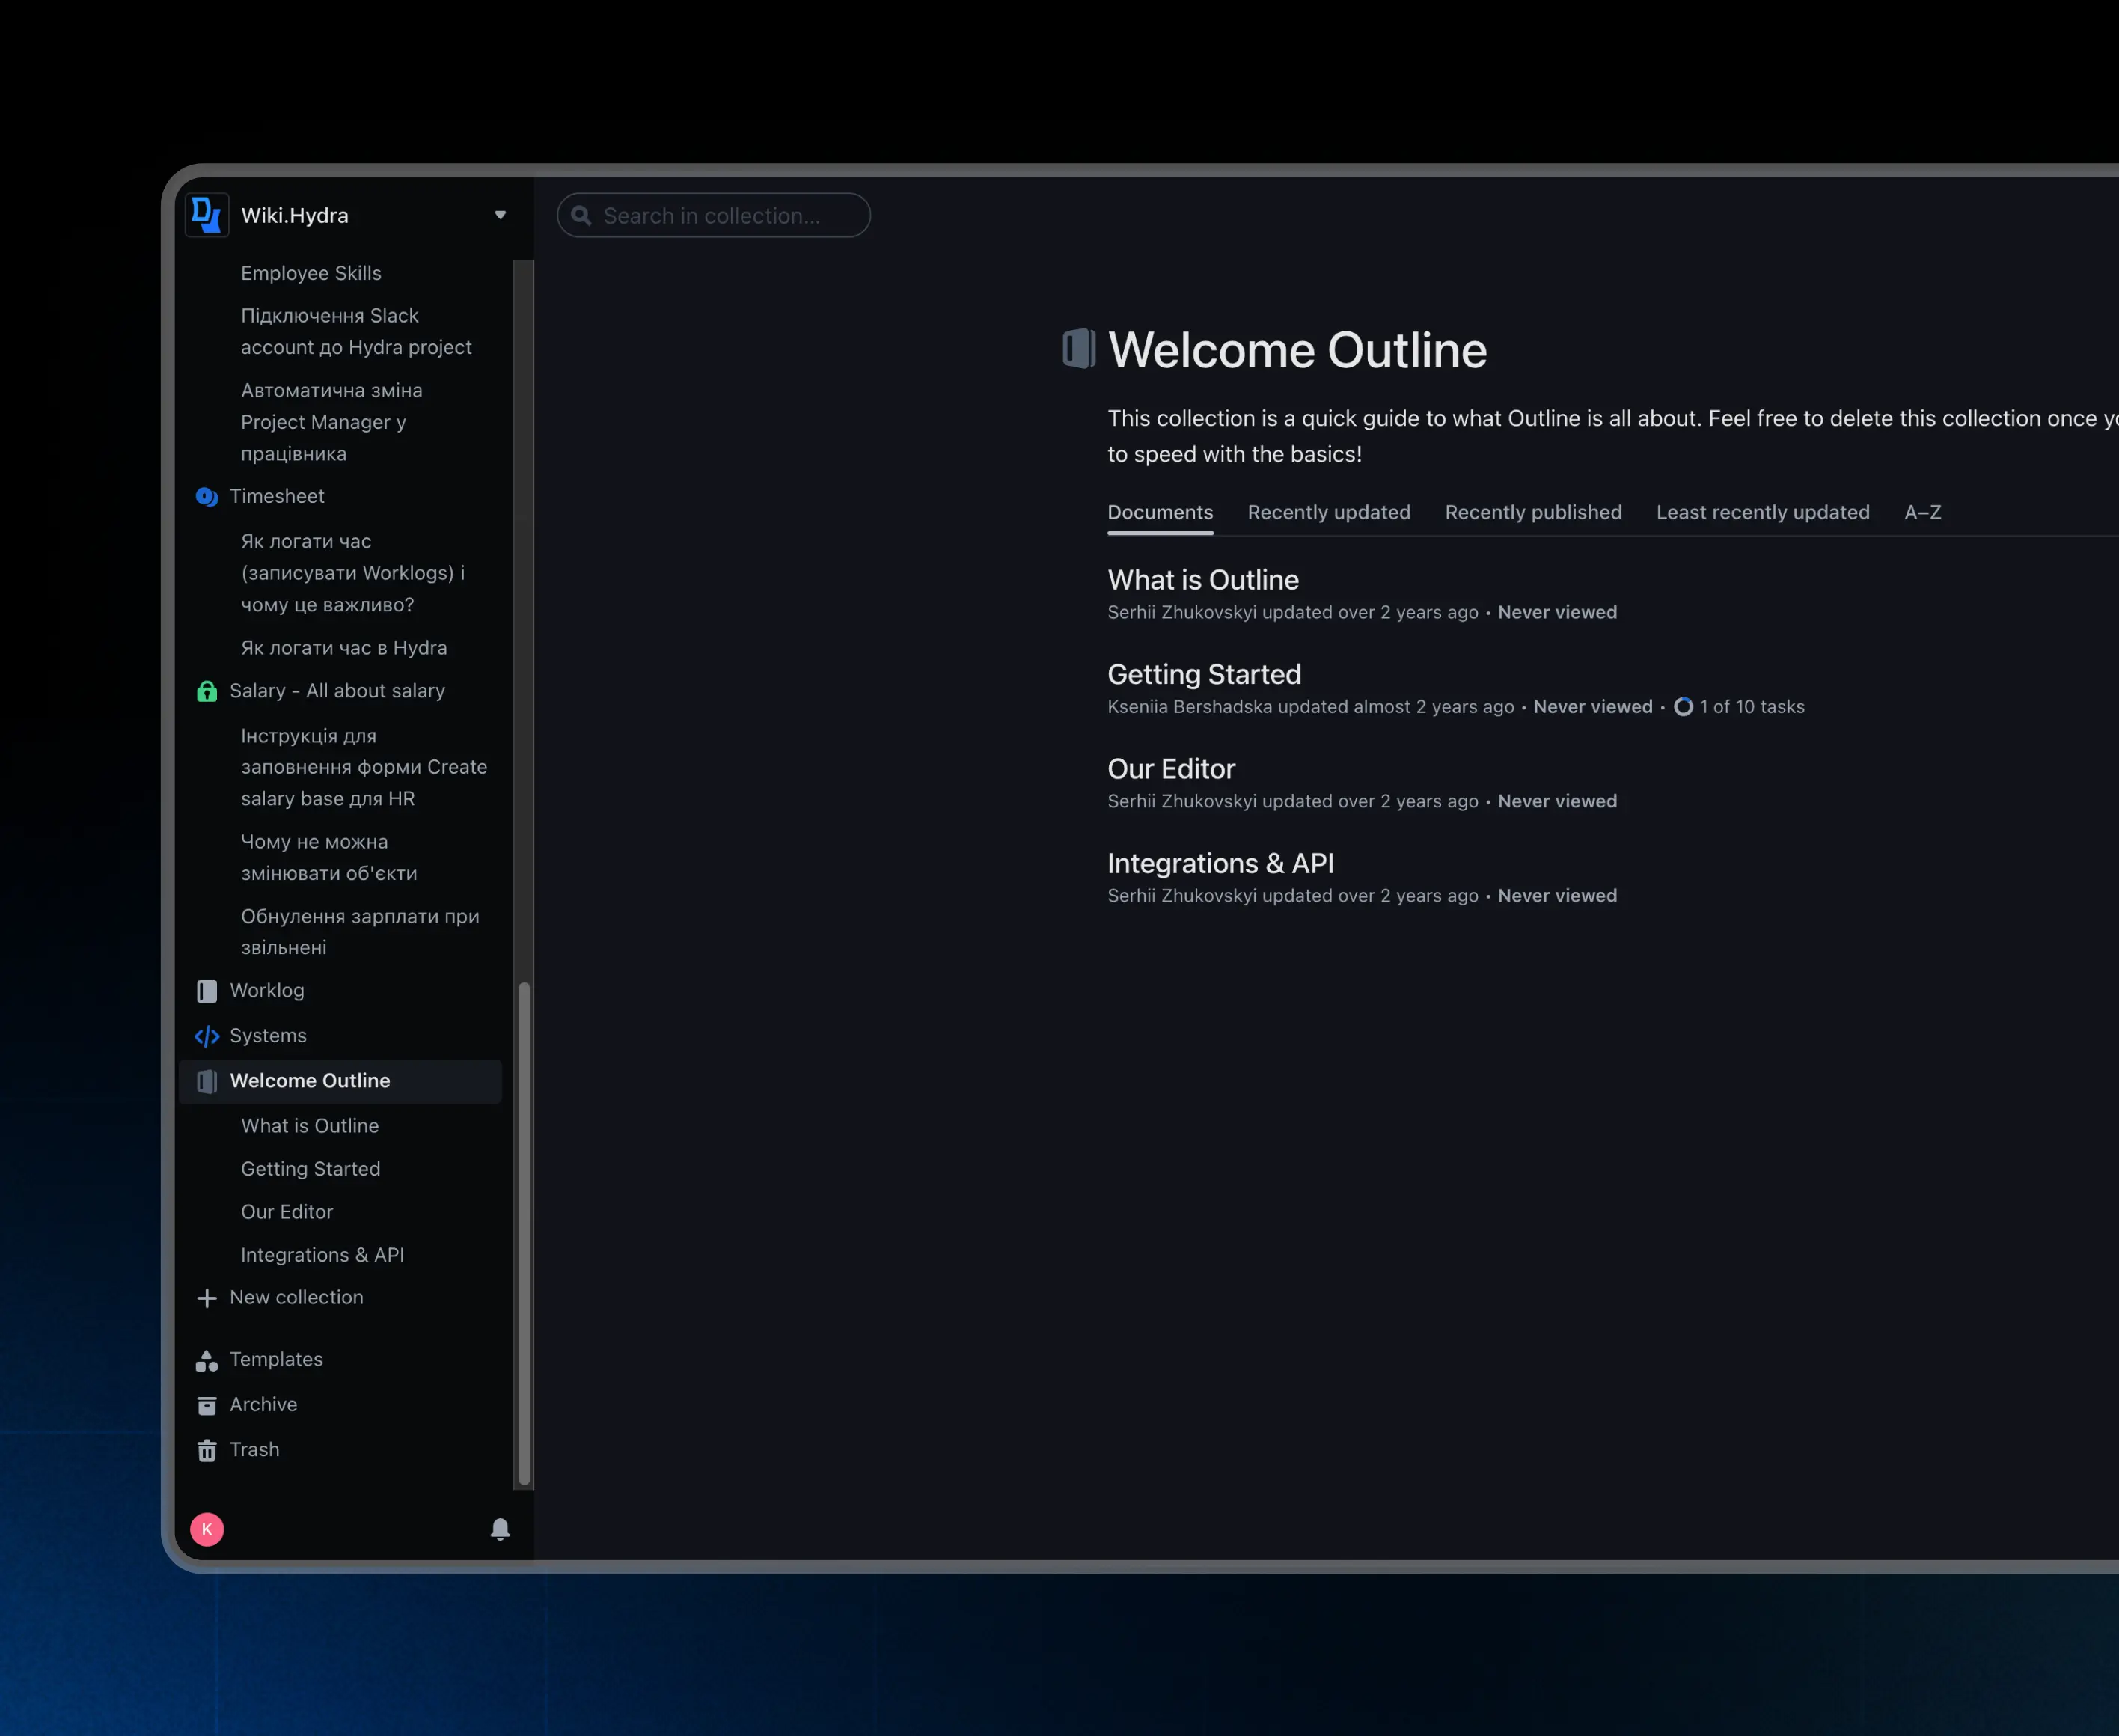 Wiki.Hydra
Employee Skills
Підключення Slack
account до Hydra project
Автоматична зміна
Project Manager у
працівника
Timesheet
Як логати час
(записувати Worklogs) і
чому це важливо?
Як логати час в Hydra
Salary - All about salary
Інструкція для
заповнення форми Create
salary base для HR
Чому не можна
змінювати об'єкти
Обнулення зарплати при
звільнені
Worklog
Systems
Welcome Outline
What is Outline
Getting Started
Our Editor
Integrations & API
New collection
Templates
Archive
Trash
K
Search in collection...
Welcome Outline
This collection is a quick guide to what Outline is all about. Feel free to delete this collection once
to speed with the basics!
Documents Recently updated Recently published Least recently updated A–Z
What is Outline
Serhii Zhukovskyi updated over 2 years ago • Never viewed
Getting Started
Kseniia Bershadska updated almost 2 years ago • Never viewed • 1 of 10 tasks
Our Editor
Serhii Zhukovskyi updated over 2 years ago • Never viewed
Integrations & API
Serhii Zhukovskyi updated over 2 years ago • Never viewed